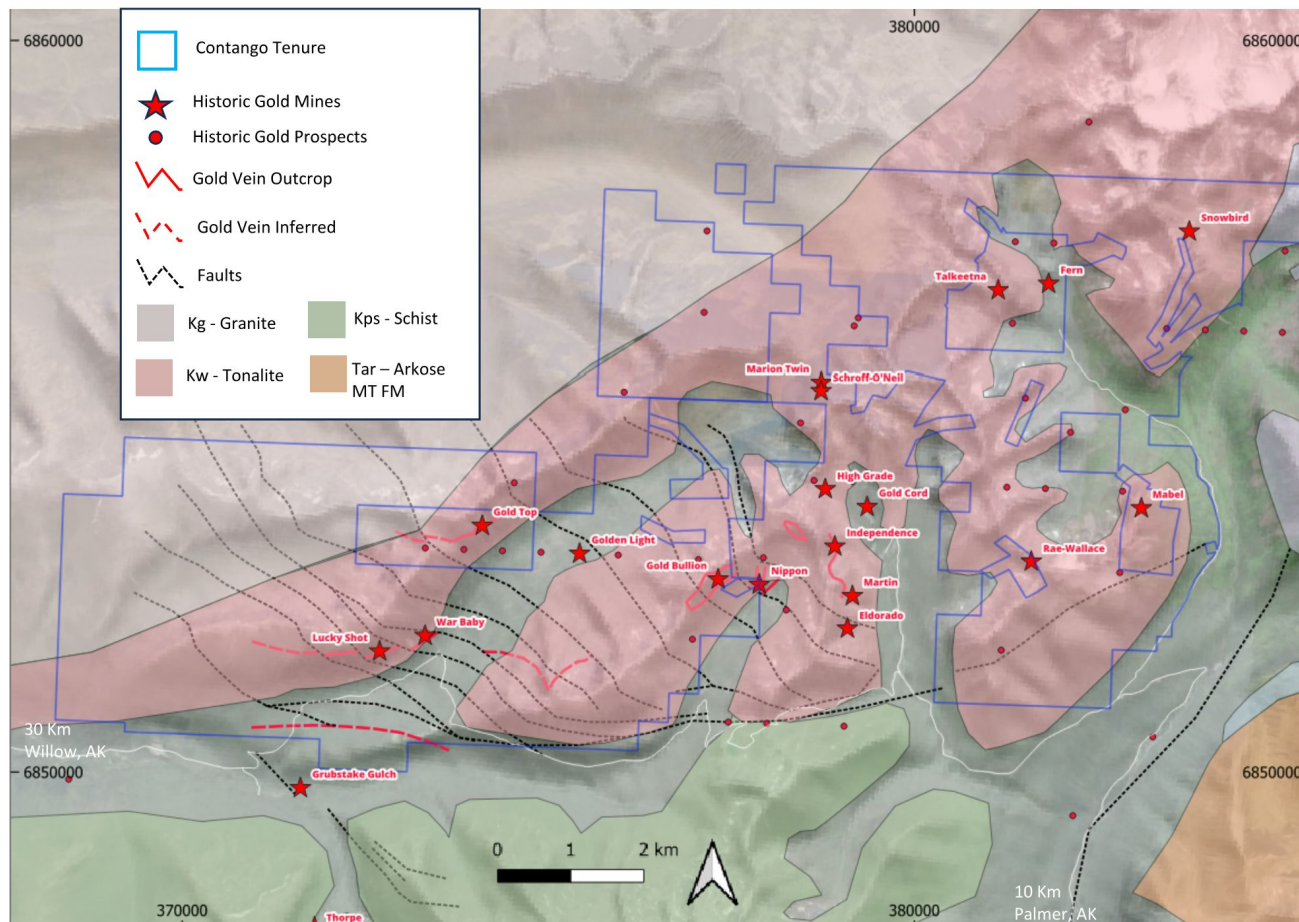 6860000
380000
6860000
Contango Tenure
Historic Gold Mines
Historic Gold Prospects
Gold Vein Outcrop
Gold Vein Inferred
Faults
Kg - Granite
Kps - Schist
Kw - Tonalite
Tar – Arkose
MT FM
Snowbird
Talkeetna
Fern
Marion Twin
Schroff-O'Neil
High Grade
Gold Cord
Mabel
Gold Top
Golden Light
Independence
Rae-Wallace
Gold Bullion
Nippon
Martin
Eldorado
War Baby
Lucky Shot
30 Km
Willow, AK
6850000
Grubstake Gulch
6850000
0 1 2 km
370000
Thorpe
380000
10 Km
Palmer, AK